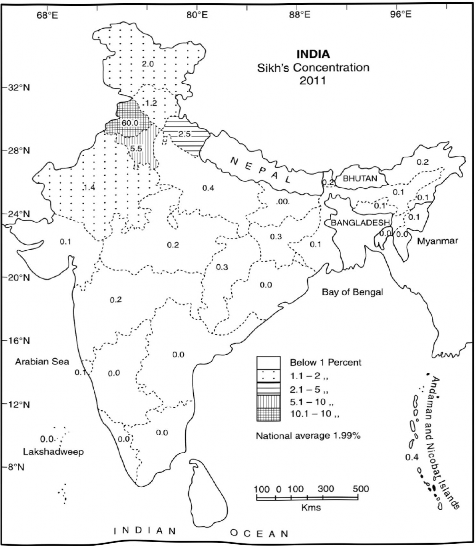 68°E 80°E 88°E 96°E
INDIA
Sikh's Concentration
2011
32°N
28°N
24°N
20°N
16°N
12°N
8°N
2.0
1.2
60.0
5.5
2.5
1.4
0.4
NEPAL
0.2
BHUTAN
0.2
0.1
0.1
0.1
0.1
BANGLADESH
0.0
0.0
Myanmar
.00.
0.3
0.1
0.1
0.2
0.3
0.0
0.2
Bay of Bengal
0.0
Arabian Sea
0.1
0.0
0.0
0.0
0.0
Lakshadweep
Below 1 Percent
1.1 – 2 ,,
2.1 – 5 ,,
5.1 – 10 ,,
10.1 – 10 ,,
National average 1.99%
Andaman and Nicobar Islands
0.4
100 0 100 300 500
Kms
INDIAN OCEAN